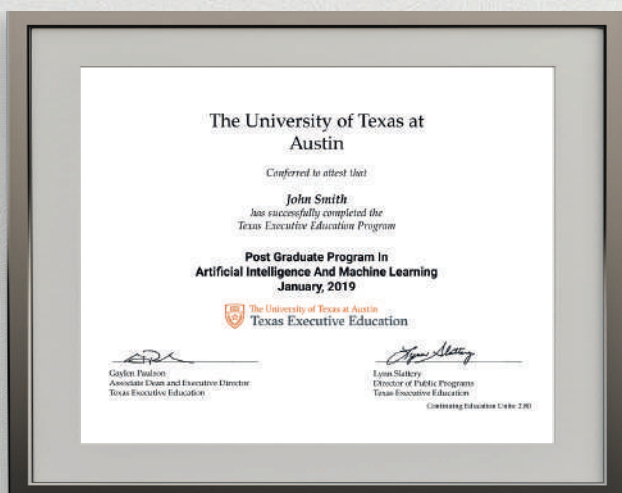 The University of Texas at
Austin
Conferred to attest that
John Smith
has successfully completed the
Texas Executive Education Program
Post Graduate Program In
Artificial Intelligence And Machine Learning
January, 2019
The University of Texas at Austin
Texas Executive Education
Gaylen Paulson
Associate Dean and Executive Director
Texas Executive Education
Lynn Slattery
Lynn Slattery
Director of Public Programs
Texas Executive Education
Continuing Education Units: 2.80